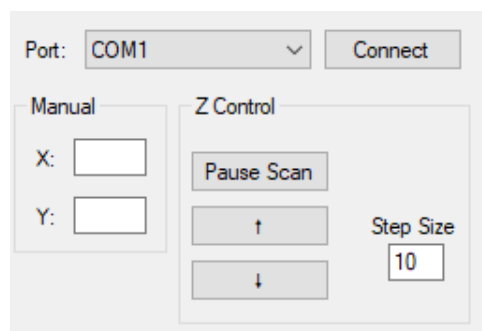 Port: COM1 Connect
Manual Z Control
X: Pause Scan
Y: ↑ Step Size
10
↓